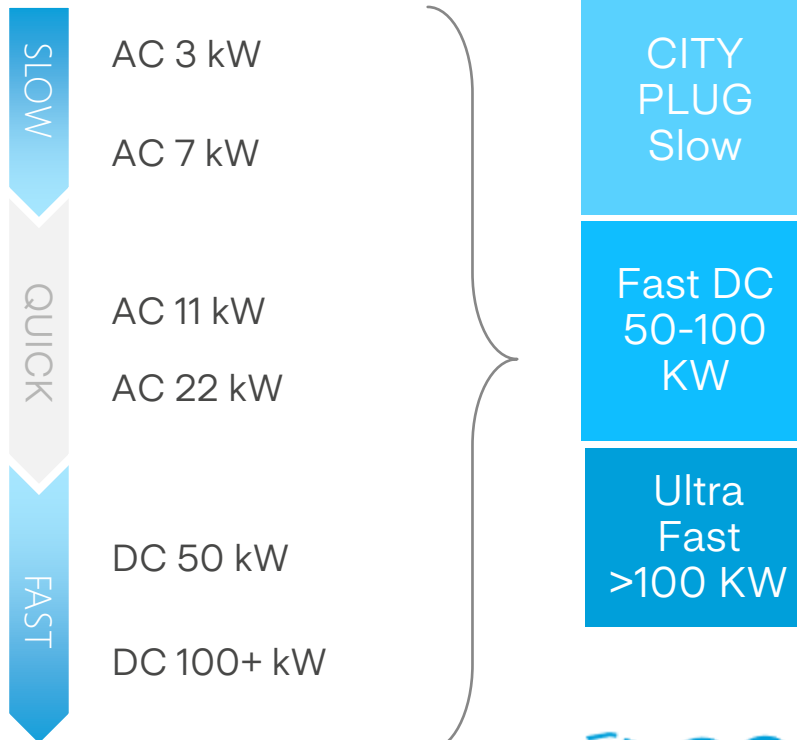 SLOW
AC 3 kW
AC 7 kW
QUICK
AC 11 kW
AC 22 kW
FAST
DC 50 kW
DC 100+ kW
CITY
PLUG
Slow
Fast DC
50-100
KW
Ultra
Fast
>100 KW